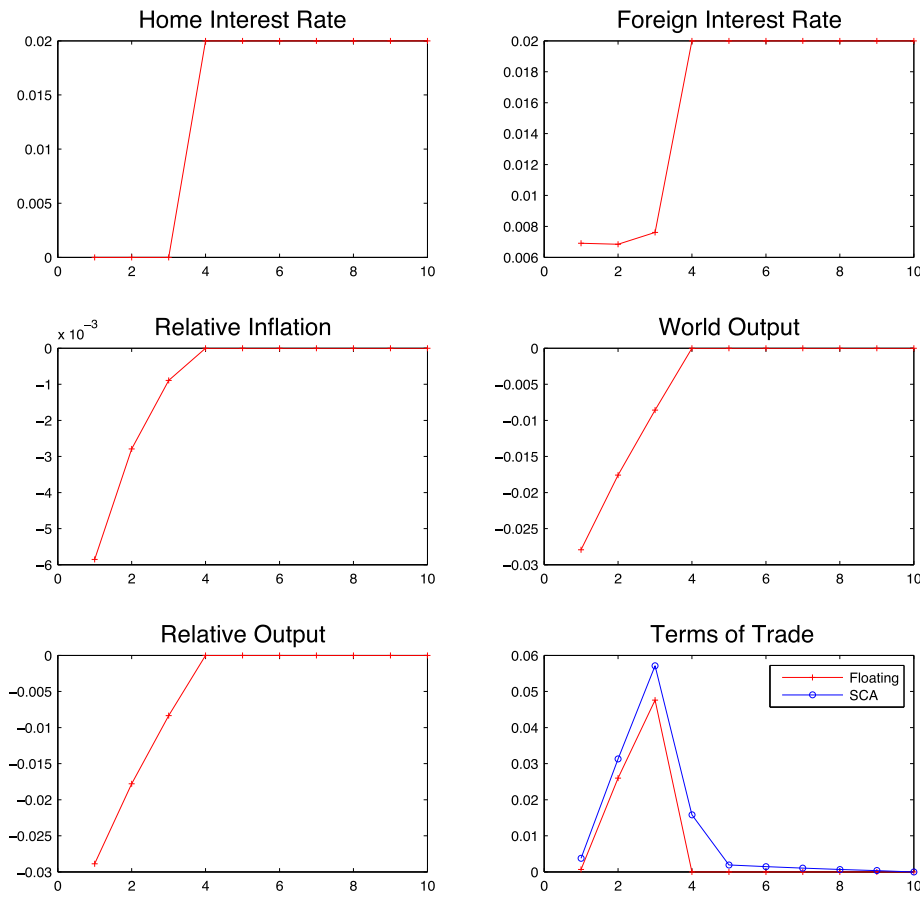 Home Interest Rate
0.02
0.015
0.01
0.005
0
0 2 4 6 8 10
Foreign Interest Rate
0.02
0.018
0.016
0.014
0.012
0.01
0.008
0.006
0 2 4 6 8 10
Relative Inflation
x 10−3
0
−1
−2
−3
−4
−5
−6
0 2 4 6 8 10
World Output
0
−0.005
−0.01
−0.015
−0.02
−0.025
−0.03
0 2 4 6 8 10
Relative Output
0
−0.005
−0.01
−0.015
−0.02
−0.025
−0.03
0 2 4 6 8 10
Terms of Trade
0.06
0.05
0.04
0.03
0.02
0.01
0
0 2 4 6 8 10
Floating
SCA